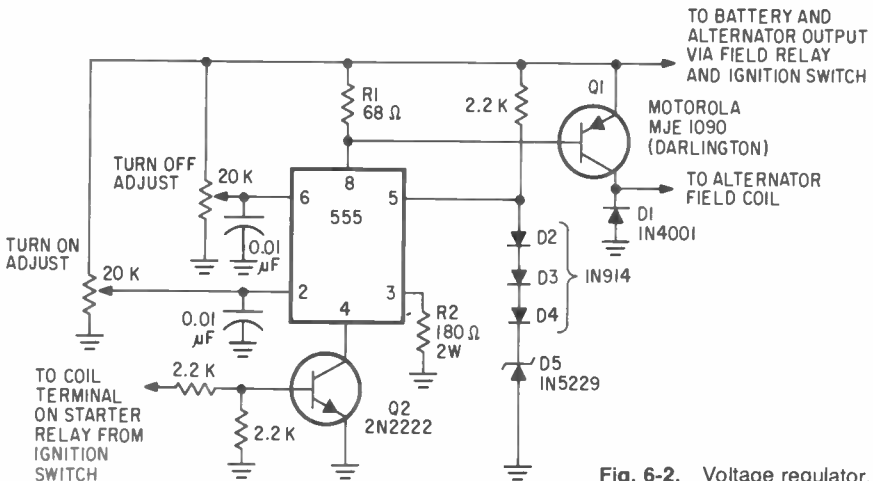 TO BATTERY AND
ALTERNATOR OUTPUT
VIA FIELD RELAY
AND IGNITION SWITCH
Q1
R1
68 Ω
2.2 K
MOTOROLA
MJE 1090
(DARLINGTON)
TURN OFF
ADJUST
20 K
8
6
5
555
TO ALTERNATOR
FIELD COIL
D1
IN4001
0.01
µF
D2
D3
IN914
D4
TURN ON
ADJUST
20 K
2
3
4
0.01
µF
R2
180 Ω
2W
D5
IN5229
TO COIL
TERMINAL
ON STARTER
RELAY FROM
IGNITION
SWITCH
2.2 K
2.2 K
Q2
2N2222
Fig. 6-2. Voltage regulator.